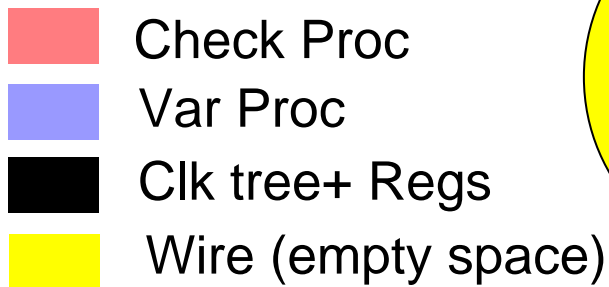 Check Proc
Var Proc
Clk tree+ Regs
Wire (empty space)